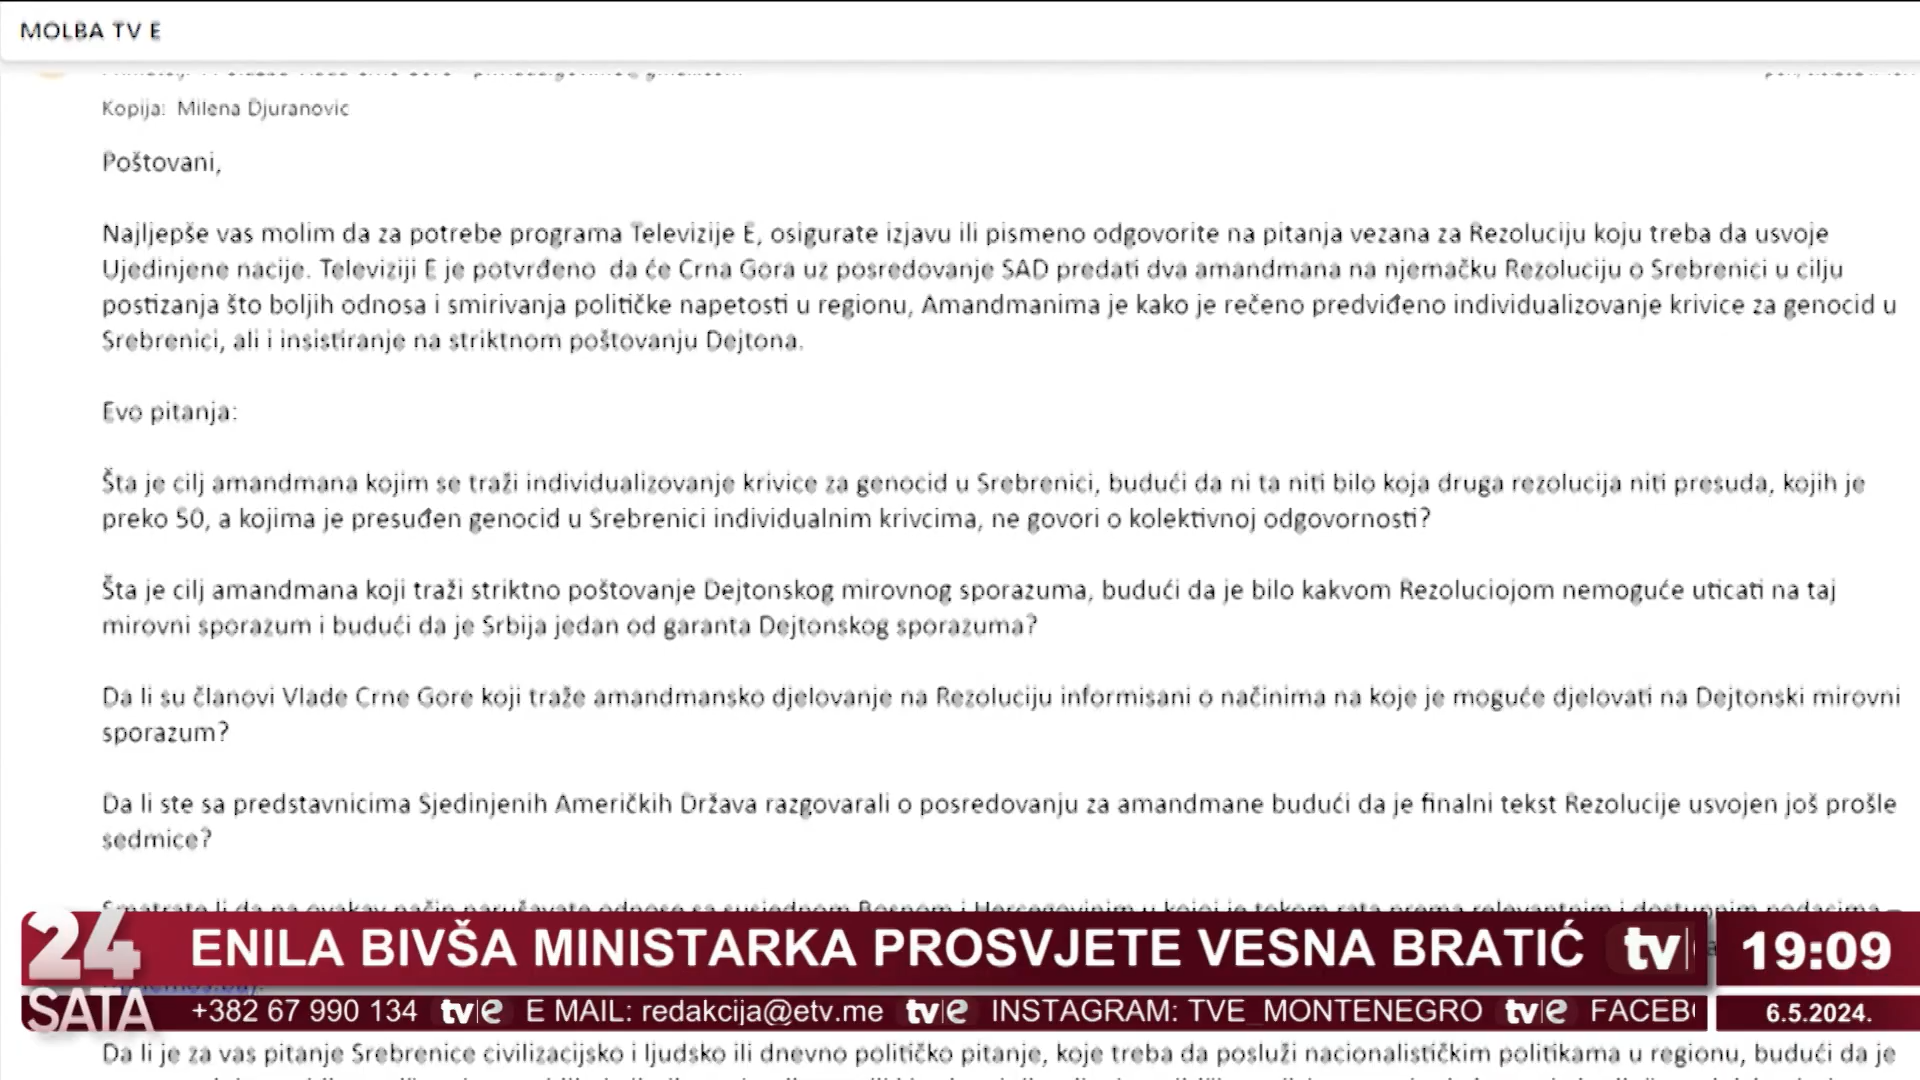 MOLBA TV E
Kopija: Milena Djuranovic
Poštovani,
Najljepše vas molim da za potrebe programa Televizije E, osigurate izjavu ili pismeno odgovorite na pitanja vezana za Rezoluciju koju treba da usvoje
Ujedinjene nacije. Televiziji E je potvrđeno da će Crna Gora uz posredovanje SAD predati dva amandmana na njemačku Rezoluciju o Srebrenici u cilju
postizanja što boljih odnosa i smirivanja političke napetosti u regionu, Amandmanima je kako je rečeno predviđeno individualizovanje krivice za genocid u
Srebrenici, ali i insistiranje na striktnom poštovanju Dejtona.
Evo pitanja:
Šta je cilj amandmana kojim se traži individualizovanje krivice za genocid u Srebrenici, budući da ni ta niti bilo koja druga rezolucija niti presuda, kojih je
preko 50, a kojima je presuđen genocid u Srebrenici individualnim krivcima, ne govori o kolektivnoj odgovornosti?
Šta je cilj amandmana koji traži striktno poštovanje Dejtonskog mirovnog sporazuma, budući da je bilo kakvom Rezoluciojom nemoguće uticati na taj
mirovni sporazum i budući da je Srbija jedan od garanta Dejtonskog sporazuma?
Da li su članovi Vlade Crne Gore koji traže amandmansko djelovanje na Rezoluciju informisani o načinima na koje je moguće djelovati na Dejtonski mirovni
sporazum?
Da li ste sa predstavnicima Sjedinjenih Američkih Država razgovarali o posredovanju za amandmane budući da je finalni tekst Rezolucije usvojen još prošle
sedmice?
24 SATA
ENILA BIVŠA MINISTARKA PROSVJETE VESNA BRATIĆ tv
19:09
+382 67 990 134 tve E MAIL: redakcija@etv.me tve INSTAGRAM: TVE_MONTENEGRO tve FACEB
6.5.2024.
Da li je za vas pitanje Srebrenice civilizacijsko i ljudsko ili dnevno političko pitanje, koje treba da posluži nacionalističkim politikama u regionu, budući da je